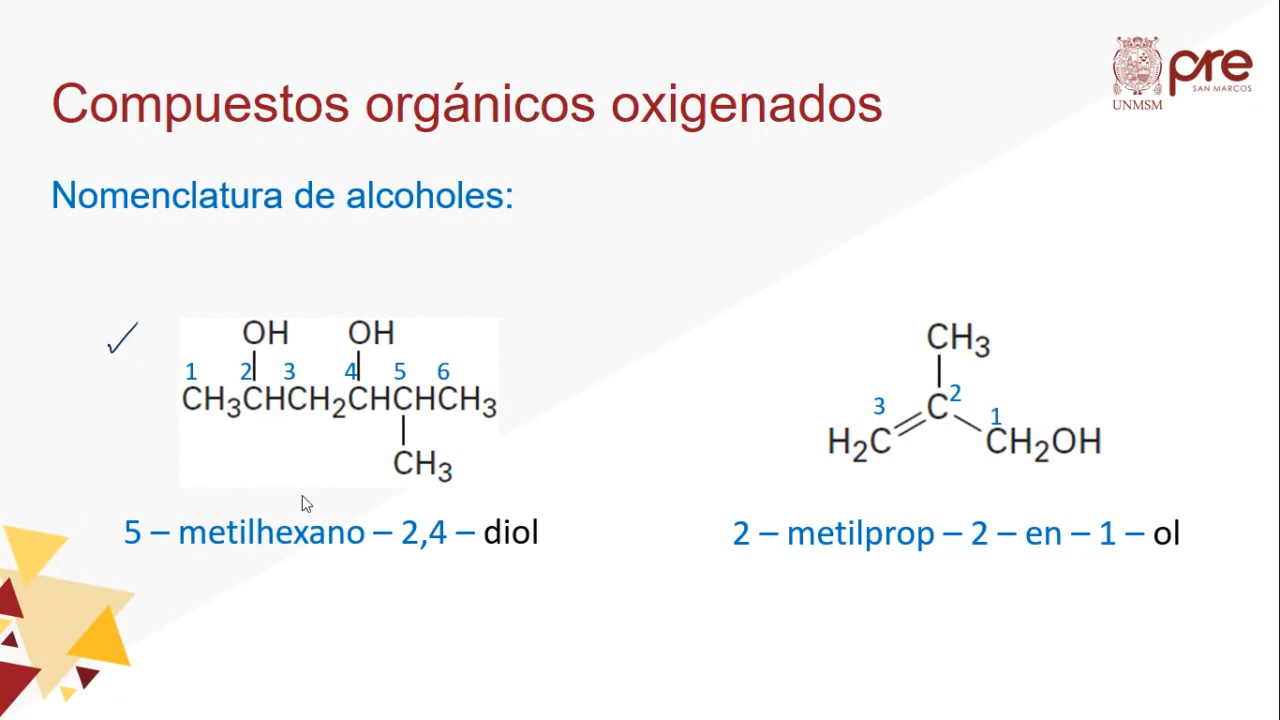 pre
SAN MARCOS
UNMSM
Compuestos orgánicos oxigenados
Nomenclatura de alcoholes:
OH OH
1 2 3 4 5 6
CH₃CHCH₂CHCHCH₃
CH₃
5 – metilhexano – 2,4 – diol
CH₃
3 C 2 1
H₂C CH₂OH
2 – metilprop – 2 – en – 1 – ol